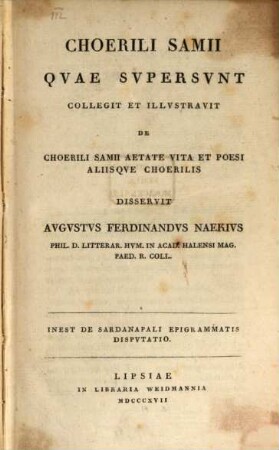 CHOERILI SAMII
QVAE SVPERSVNT
COLLEGIT ET ILLVSTRAVIT
DE
CHOERILI SAMII AETATE VITA ET POESI
ALIISQVE CHOERILIS
DISSERVIT
AVGVSTVS FERDINANDVS NAEKIVS
PHIL. D. LITTERAR. HVM. IN ACAD. HALENSI MAG.
PAED. R. COLL.
INEST DE SARDANAPALI EPIGRAMMATIS
DISPVTATIO.
LIPSIAE
IN LIBRARIA WEIDMANNIA
MDCCCXVII